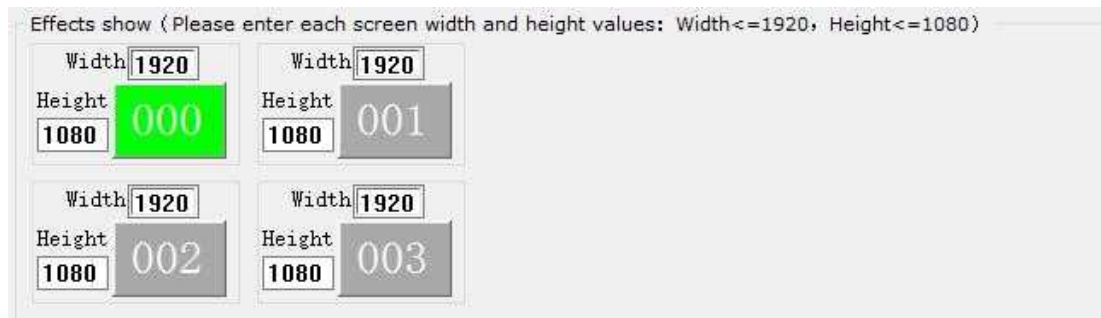 Effects show（Please enter each screen width and height values: Width<=1920, Height<=1080）
Width 1920 Width 1920
Height Height
1080 000 1080 001
Width 1920 Width 1920
Height Height
1080 002 1080 003